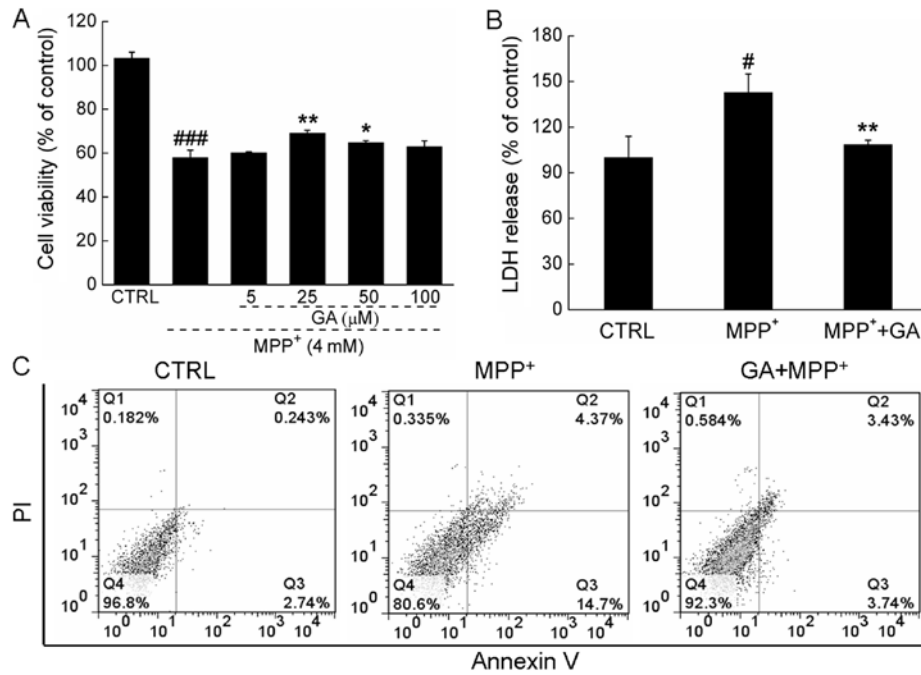 A
Cell viability (% of control)
120
100
80
60
40
20
0
###
**
*
CTRL
5 25 50 100
GA (μM)
MPP⁺ (4 mM)
B
LDH release (% of control)
180
150
120
90
60
30
0
#
**
CTRL MPP⁺ MPP⁺+GA
C
CTRL MPP⁺ GA+MPP⁺
PI
10⁴
10³
10²
10¹
10⁰
Q1 Q2
0.182% 0.243%
Q4 Q3
96.8% 2.74%
10⁰ 10¹ 10² 10³ 10⁴
10⁴
10³
10²
10¹
10⁰
Q1 Q2
0.335% 4.37%
Q4 Q3
80.6% 14.7%
10⁰ 10¹ 10² 10³ 10⁴
10⁴
10³
10²
10¹
10⁰
Q1 Q2
0.584% 3.43%
Q4 Q3
92.3% 3.74%
10⁰ 10¹ 10² 10³ 10⁴
Annexin V